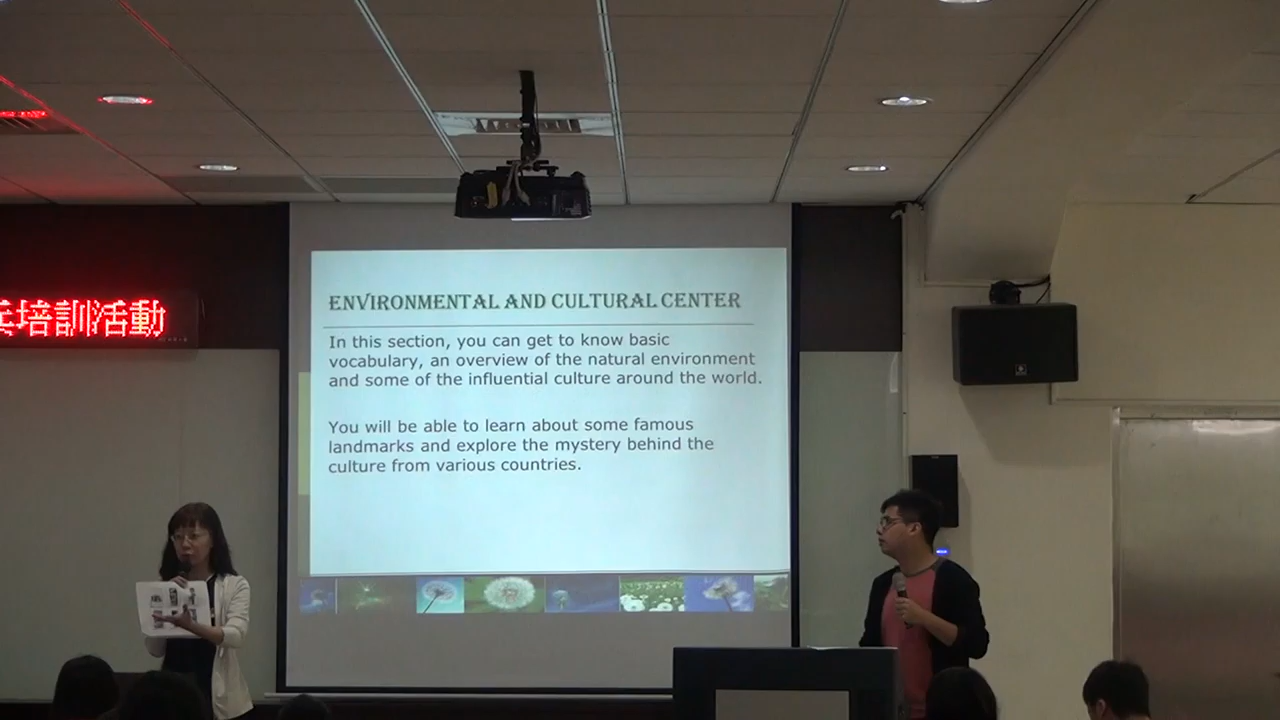 培訓活動
ENVIRONMENTAL AND CULTURAL CENTER
In this section, you can get to know basic
vocabulary, an overview of the natural environment
and some of the influential culture around the world.
You will be able to learn about some famous
landmarks and explore the mystery behind the
culture from various countries.